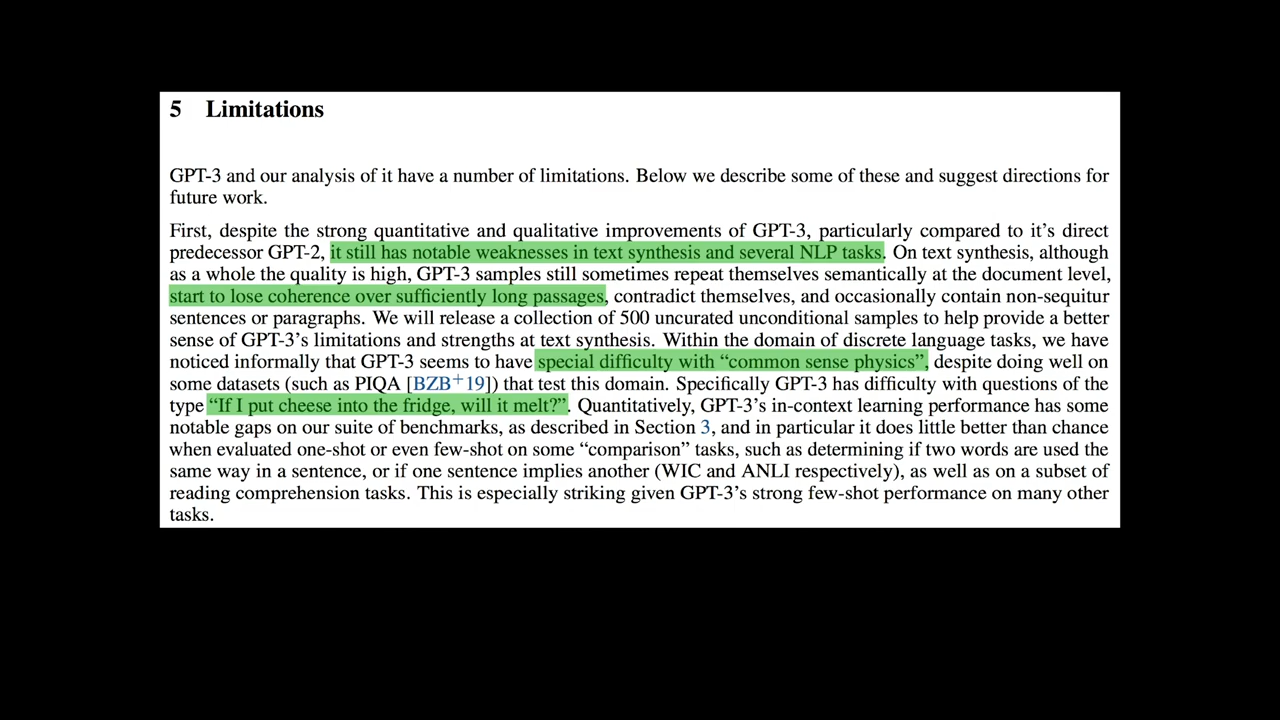 5 Limitations
GPT-3 and our analysis of it have a number of limitations. Below we describe some of these and suggest directions for
future work.
First, despite the strong quantitative and qualitative improvements of GPT-3, particularly compared to it's direct
predecessor GPT-2, it still has notable weaknesses in text synthesis and several NLP tasks. On text synthesis, although
as a whole the quality is high, GPT-3 samples still sometimes repeat themselves semantically at the document level,
start to lose coherence over sufficiently long passages, contradict themselves, and occasionally contain non-sequitur
sentences or paragraphs. We will release a collection of 500 uncurated unconditional samples to help provide a better
sense of GPT-3's limitations and strengths at text synthesis. Within the domain of discrete language tasks, we have
noticed informally that GPT-3 seems to have special difficulty with “common sense physics”, despite doing well on
some datasets (such as PIQA [BZB+19]) that test this domain. Specifically GPT-3 has difficulty with questions of the
type “If I put cheese into the fridge, will it melt?”. Quantitatively, GPT-3's in-context learning performance has some
notable gaps on our suite of benchmarks, as described in Section 3, and in particular it does little better than chance
when evaluated one-shot or even few-shot on some “comparison” tasks, such as determining if two words are used the
same way in a sentence, or if one sentence implies another (WIC and ANLI respectively), as well as on a subset of
reading comprehension tasks. This is especially striking given GPT-3's strong few-shot performance on many other
tasks.